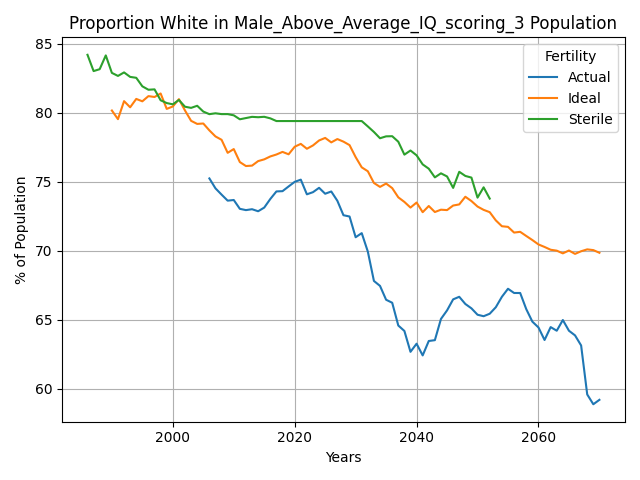 Proportion White in Male_Above_Average_IQ_scoring_3 Population
85
80
75
70
65
60
% of Population
Fertility
Actual
Ideal
Sterile
2000
2020
2040
2060
Years